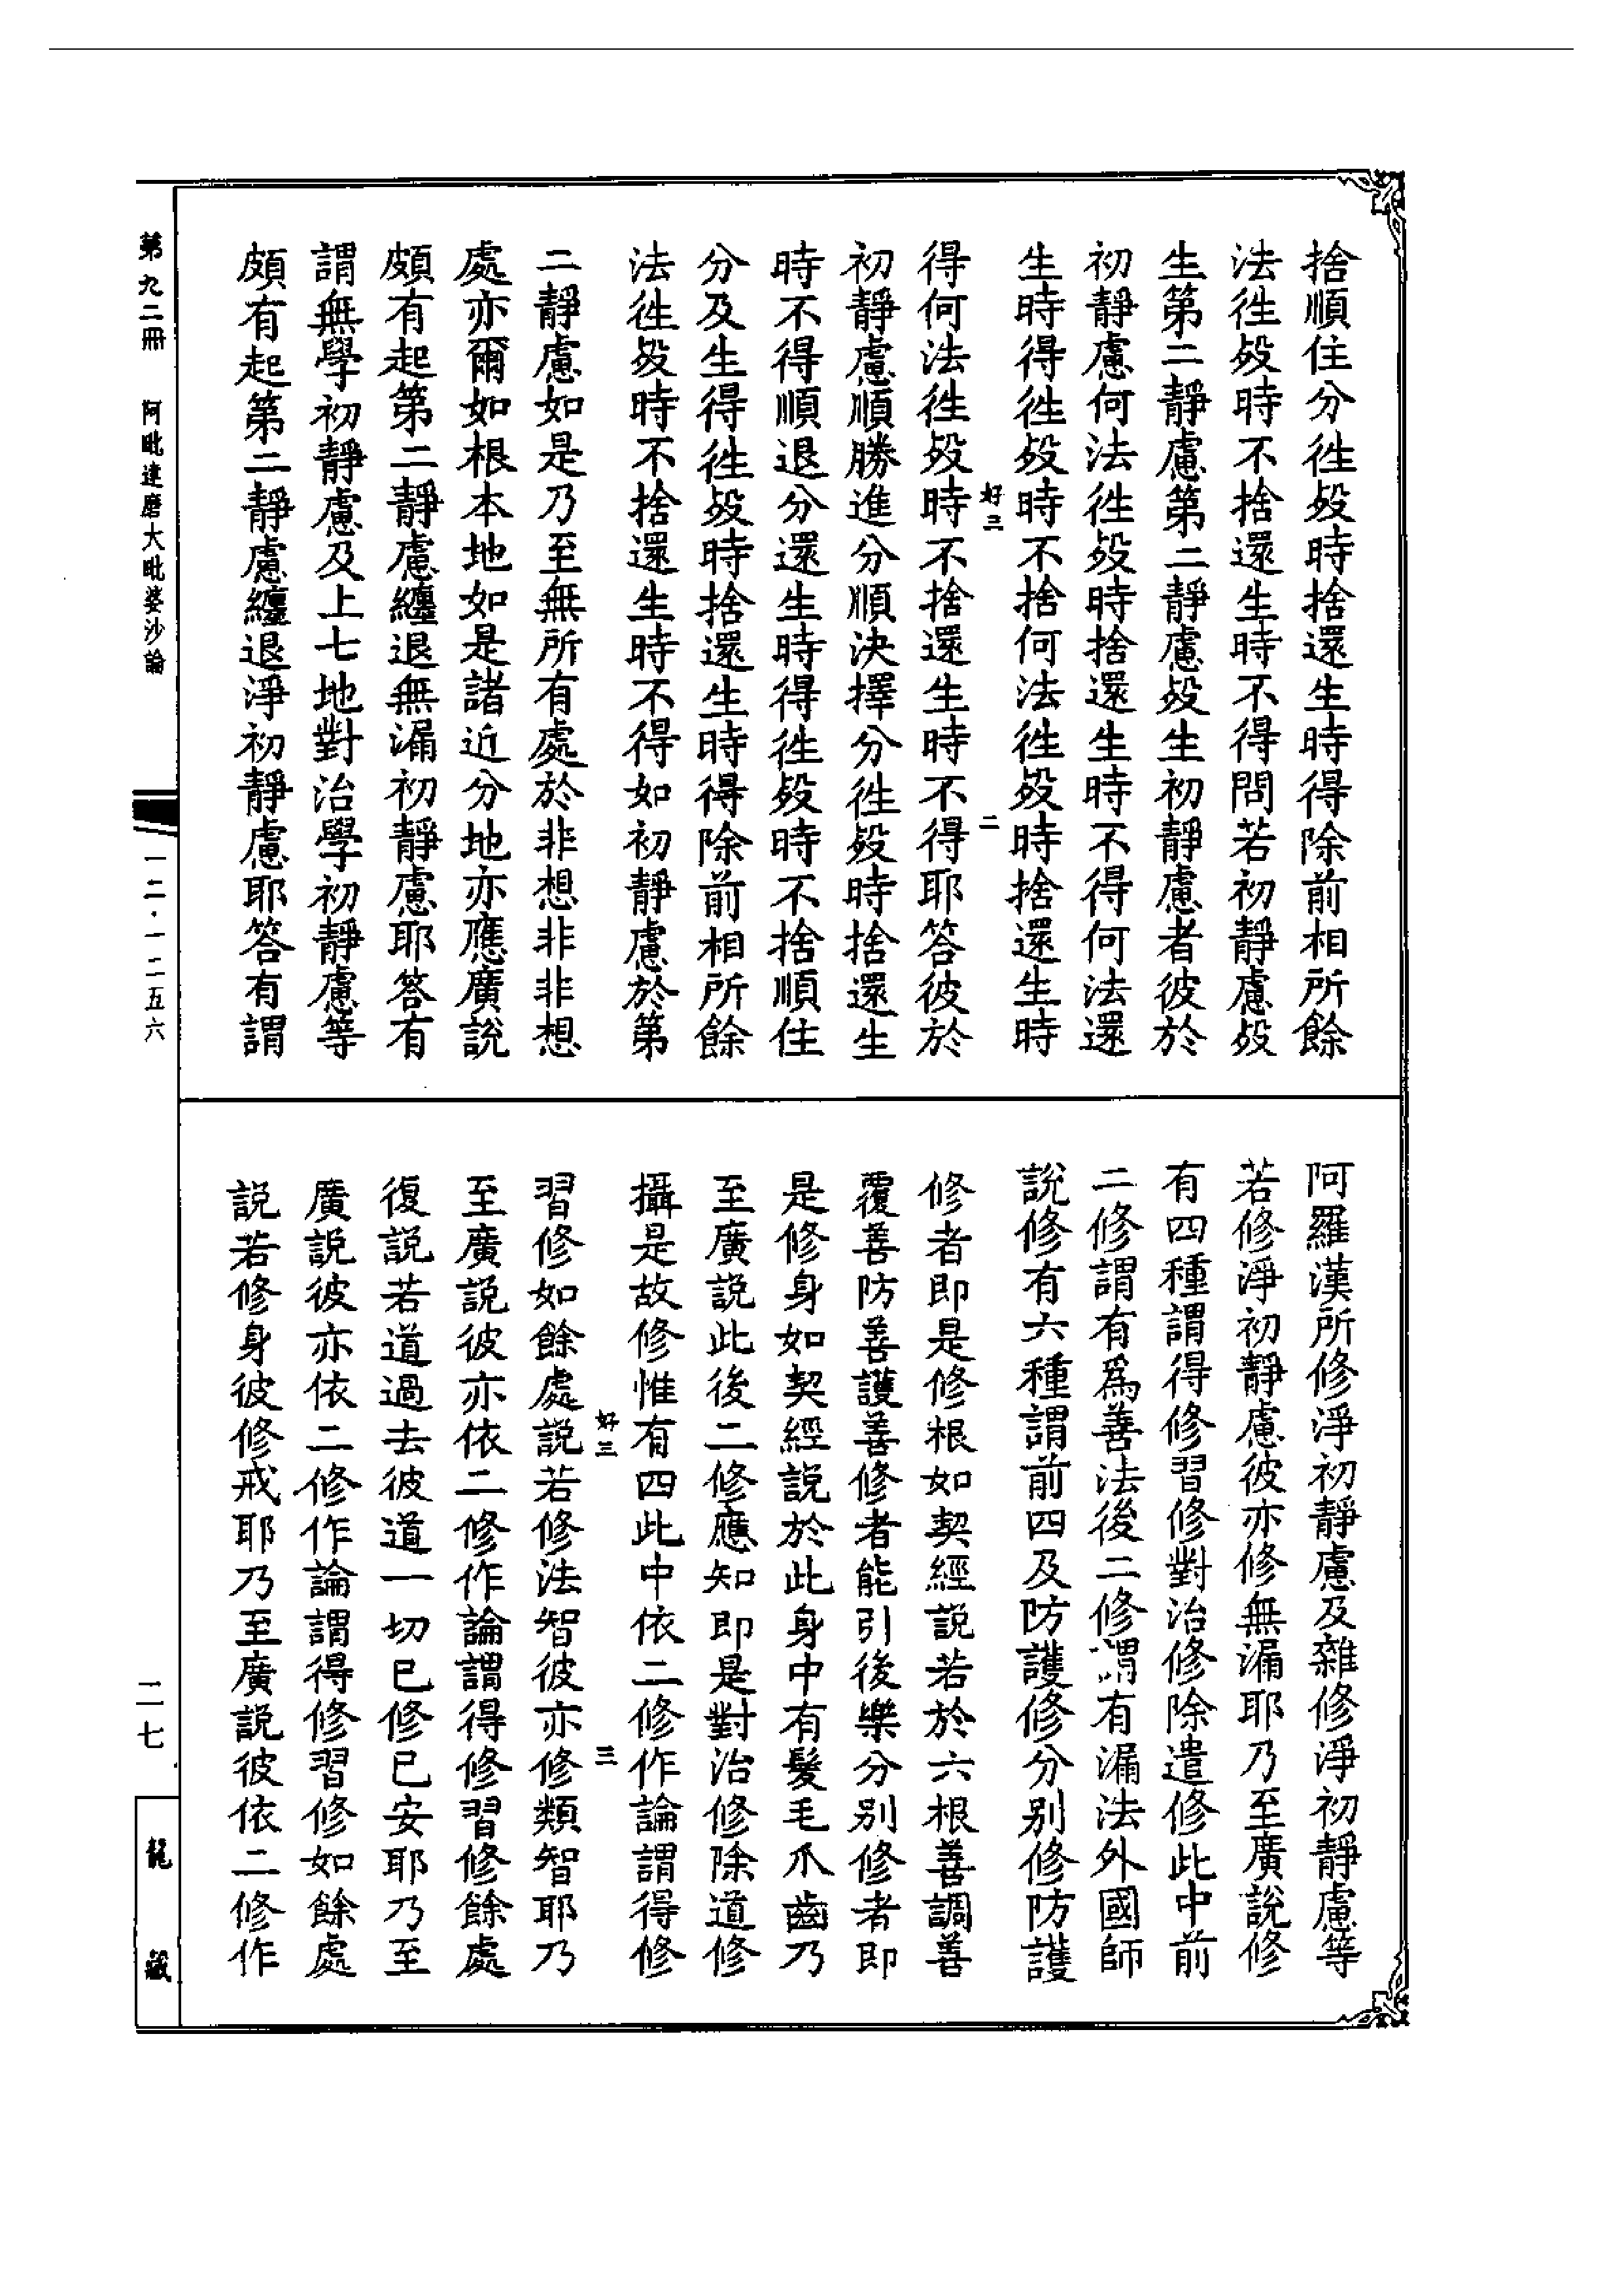 捨順住分徃歿時捨還生時得除前相所餘
法徃歿時不捨還生時不得問若初靜慮歿
生第二靜慮第二靜慮歿生初靜慮者彼於
初靜慮何法徃歿時捨還生時不得何法還
生時得徃歿時不捨何法徃歿時捨還生時
好三
二
得何法徃歿時不捨還生時不得耶答彼於
初靜慮順勝進分順決擇分徃歿時捨還生
時不得順退分還生時得徃歿時不捨順住
分及生得徃歿時捨還生時得除前相所餘
法徃歿時不捨還生時不得如初靜慮於第
二靜慮如是乃至無所有處於非想非非想
處亦爾如根本地如是諸近分地亦應廣說
頗有起第二靜慮纏退無漏初靜慮耶答有
謂無學初靜慮及上七地對治學初靜慮等
頗有起第二靜慮纏退淨初靜慮耶答有謂
阿羅漢所修淨初靜慮及雜修淨初靜慮等
若修淨初靜慮彼亦修無漏耶乃至廣說修
有四種謂得修習修對治修除遣修此中前
二修謂有爲善法後二修謂有漏法外國師
說修有六種謂前四及防護修分別修防護
修者即是修根如契經說若於六根善調善
覆善防善護善修者能引後樂分別修者即
是修身如契經說於此身中有髮毛爪齒乃
至廣說此後二修應知即是對治修除道修
攝是故修惟有四此中依二修作論謂得修
好三
三
習修如餘處說若修法智彼亦修類智耶乃
至廣說彼亦依二修作論謂得修習修餘處
復說若道過去彼道一切已修已安耶乃至
廣說彼亦依二修作論謂得修習修如餘處
說若修身彼修戒耶乃至廣說彼依二修作
第九二冊 阿毗達磨大毗婆沙論
一二·一二五六
二七
龍藏